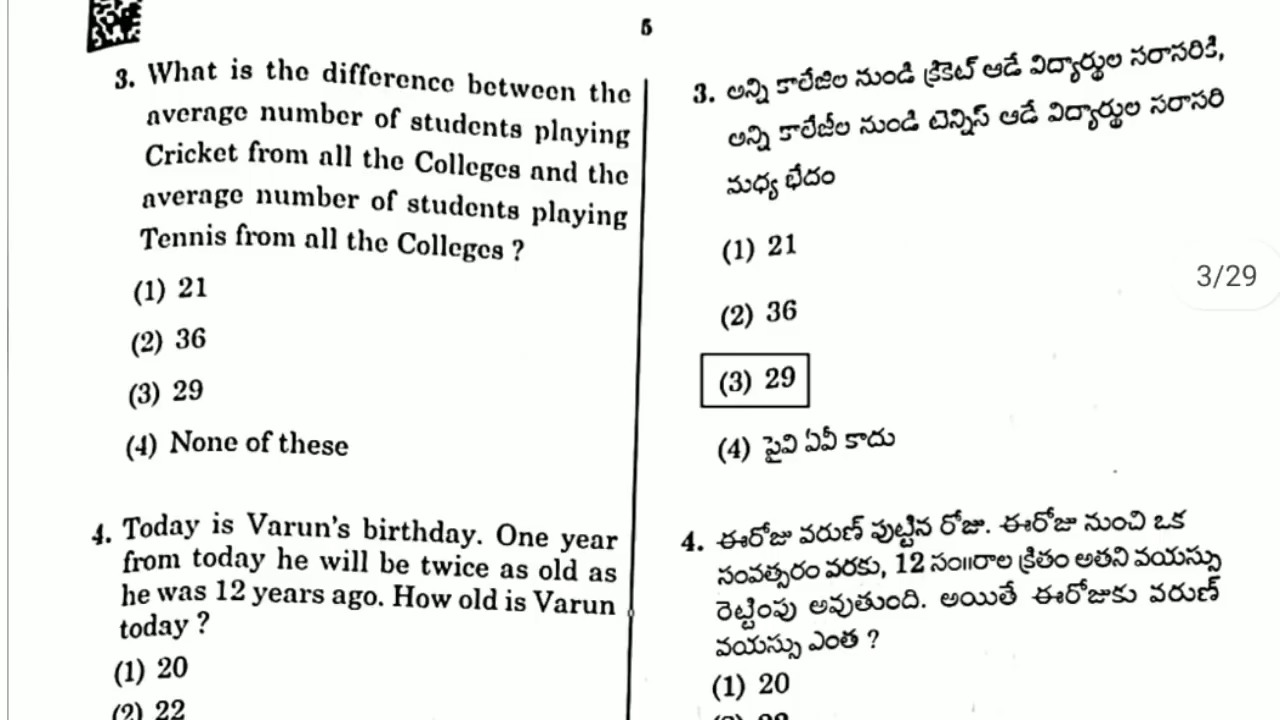 5
3. What is the difference between the
average number of students playing
Cricket from all the Colleges and the
average number of students playing
Tennis from all the Colleges ?
(1) 21
(2) 36
(3) 29
(4) None of these
4. Today is Varun's birthday. One year
from today he will be twice as old as
he was 12 years ago. How old is Varun
today ?
(1) 20
(2) 22
3. అన్ని కాలేజిల నుండి క్రికెట్ ఆడే విద్యార్థుల సరాసరికి,
అన్ని కాలేజీల నుండి టెన్నిస్ ఆడే విద్యార్థుల సరాసరి
మధ్య భేదం
(1) 21
(2) 36
(3) 29
(4) పైవి ఏవీ కాదు
4. ఈరోజు వరుణ్ పుట్టిన రోజు. ఈరోజు నుంచి ఒక
సంవత్సరం వరకు, 12 సం॥రాల క్రితం అతని వయస్సు
రెట్టింపు అవుతుంది. అయితే ఈరోజుకు వరుణ్
వయస్సు ఎంత ?
(1) 20
3/29